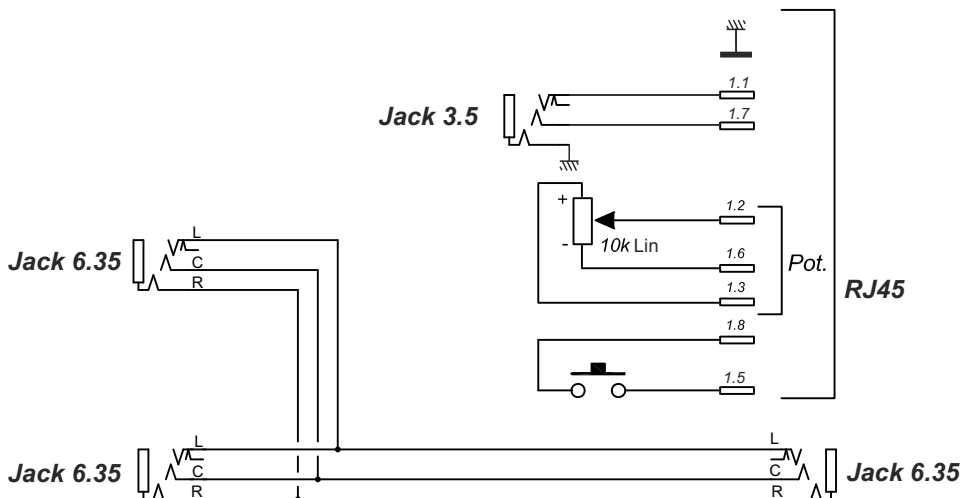 1.1
Jack 3.5
1.7
+
1.2
10k Lin
-
1.6
Pot.
RJ45
1.3
1.8
1.5
Jack 6.35
L
C
R
Jack 6.35
L
C
R
L
C
R
Jack 6.35